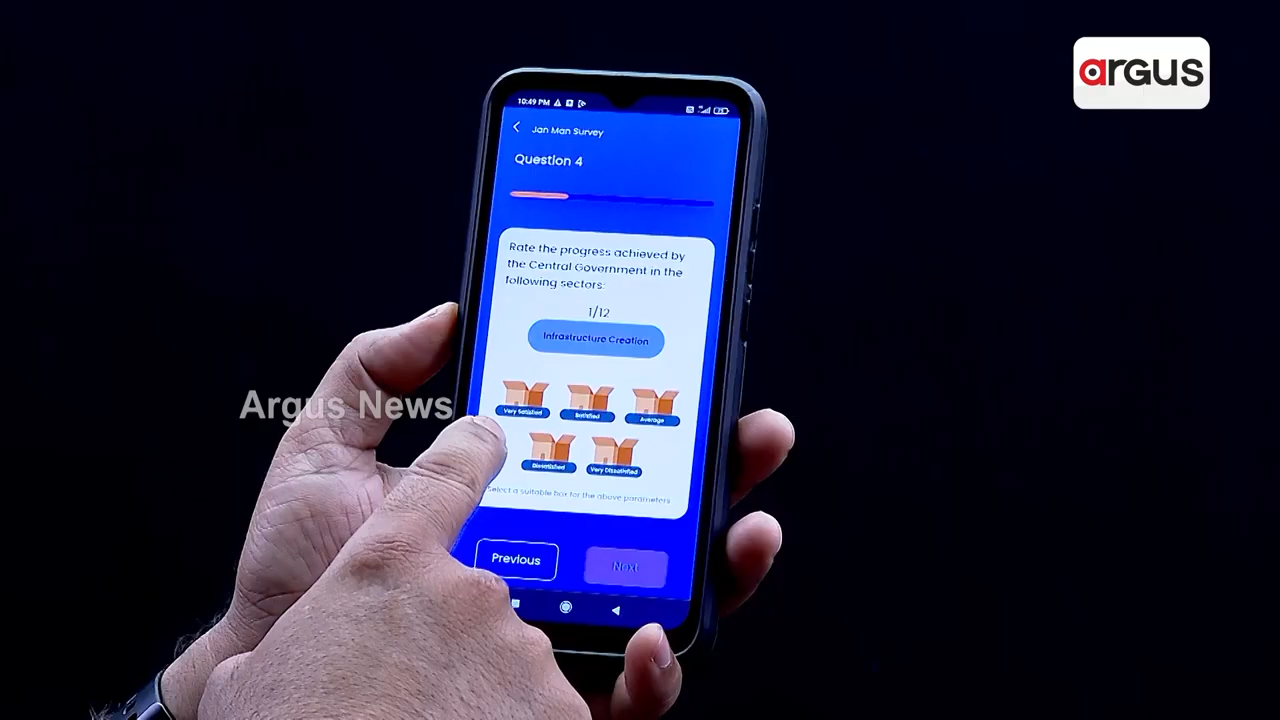 argus
10:49 PM
Jan Man Survey
Question 4
Rate the progress achieved by
the Central Government in the
following sectors:
1/12
Infrastructure Creation
Very Satisfied
Satisfied
Average
Argus News
Dissatisfied
Very Dissatisfied
Select a suitable box for the above parameters
Previous
Next